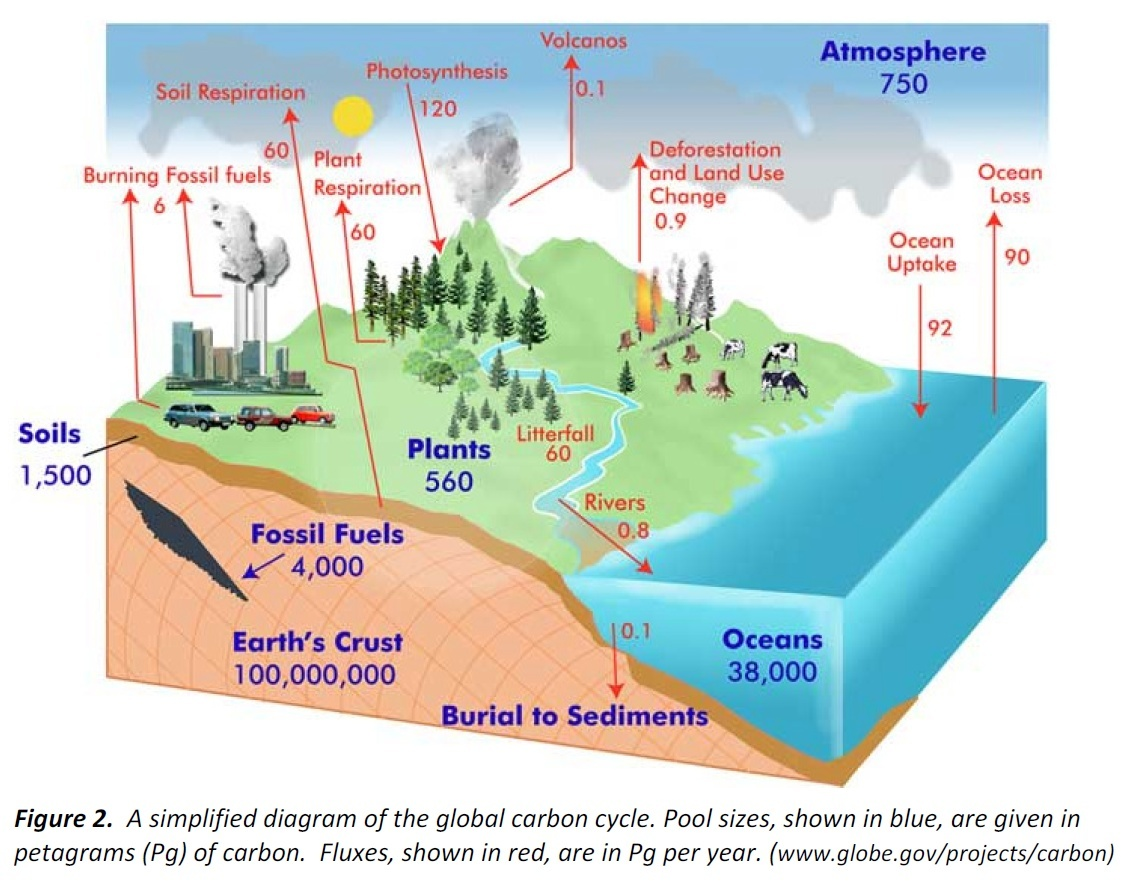 Volcanos
0.1
Atmosphere
750
Photosynthesis
120
Soil Respiration
60
Plant
Respiration
60
Burning Fossil fuels
6
Deforestation
and Land Use
Change
0.9
Ocean
Loss
90
Ocean
Uptake
92
Soils
1,500
Plants
560
Litterfall
60
Rivers
0.8
Fossil Fuels
4,000
Earth's Crust
100,000,000
0.1
Oceans
38,000
Burial to Sediments
Figure 2. A simplified diagram of the global carbon cycle. Pool sizes, shown in blue, are given in
petagrams (Pg) of carbon. Fluxes, shown in red, are in Pg per year. (www.globe.gov/projects/carbon)